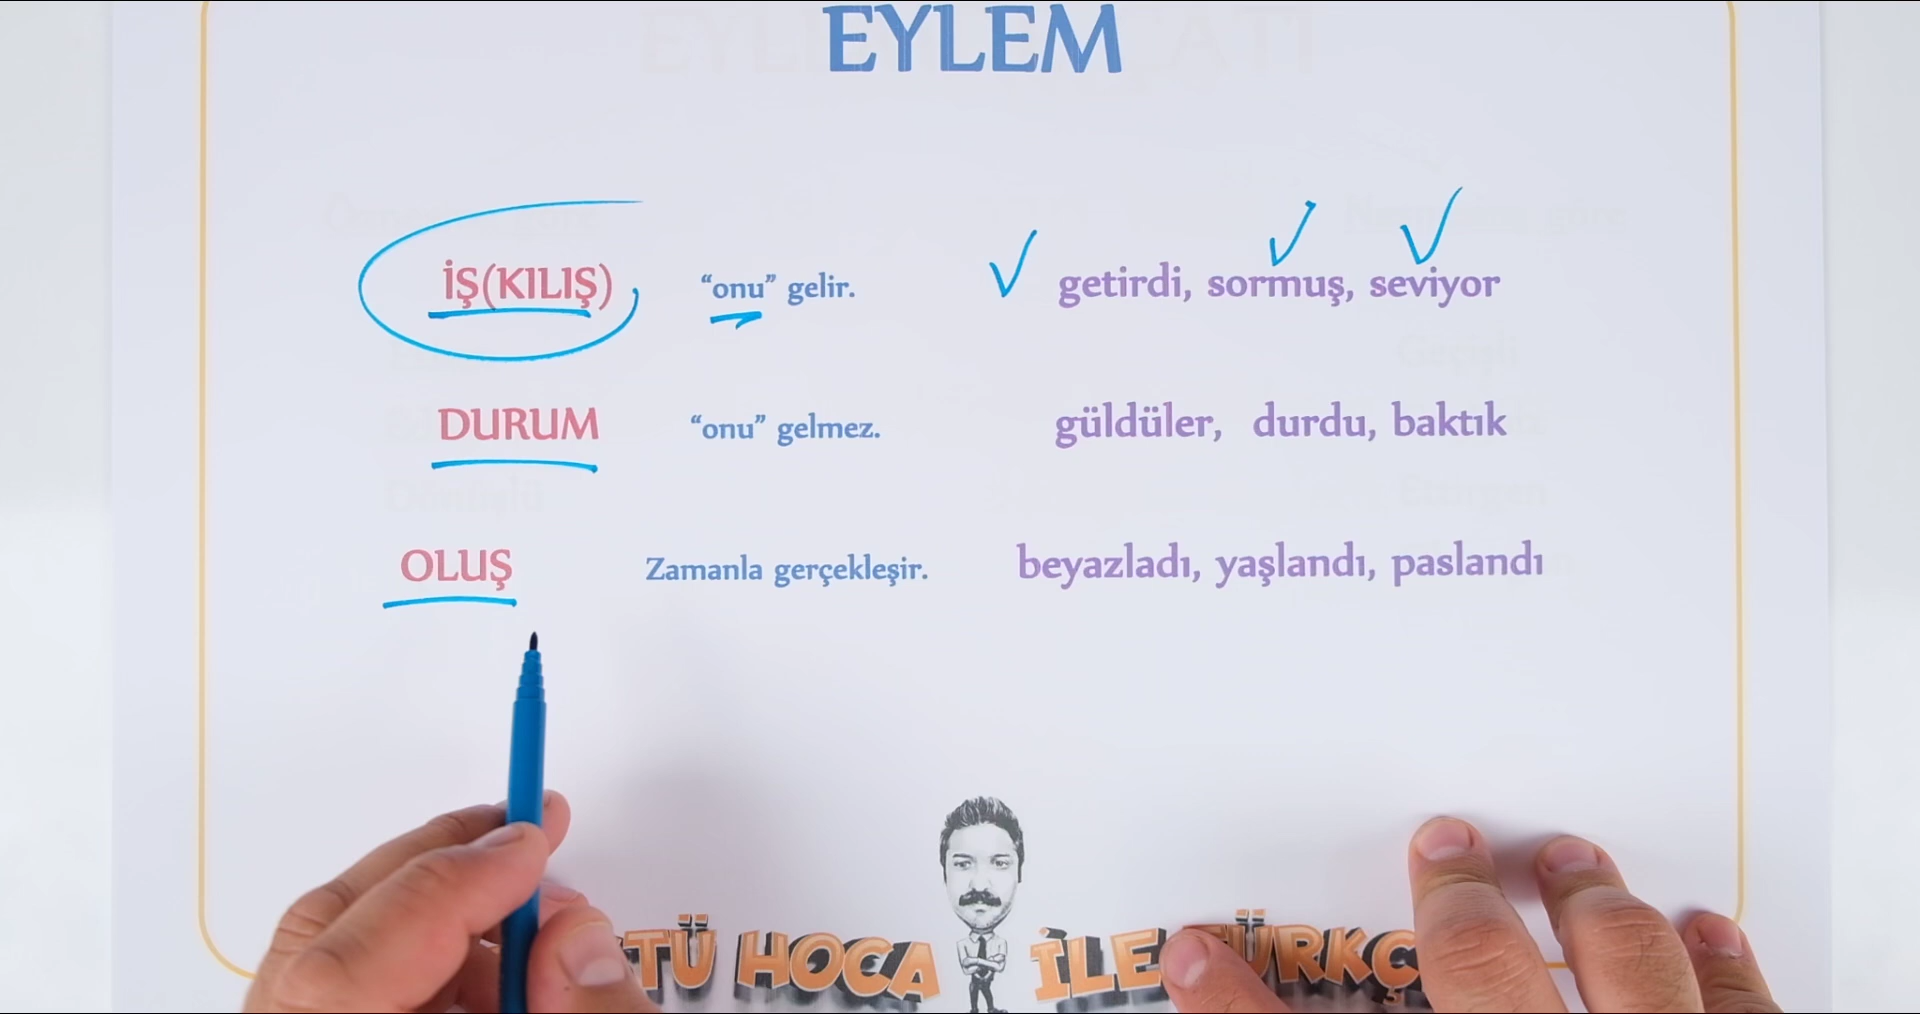 EYLEM
İŞ(KILIŞ) “onu” gelir. getirdi, sormuş, seviyor
DURUM “onu” gelmez. güldüler, durdu, baktık
OLUŞ Zamanla gerçekleşir. beyazladı, yaşlandı, paslandı
HOCA İLE